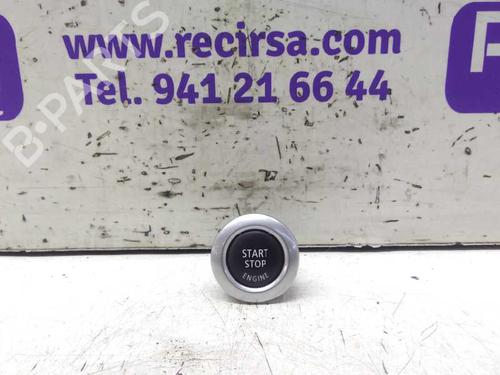 www.recirsa.com
Tel. 941 21 66 44
B-PARTS
START
STOP
ENGINE